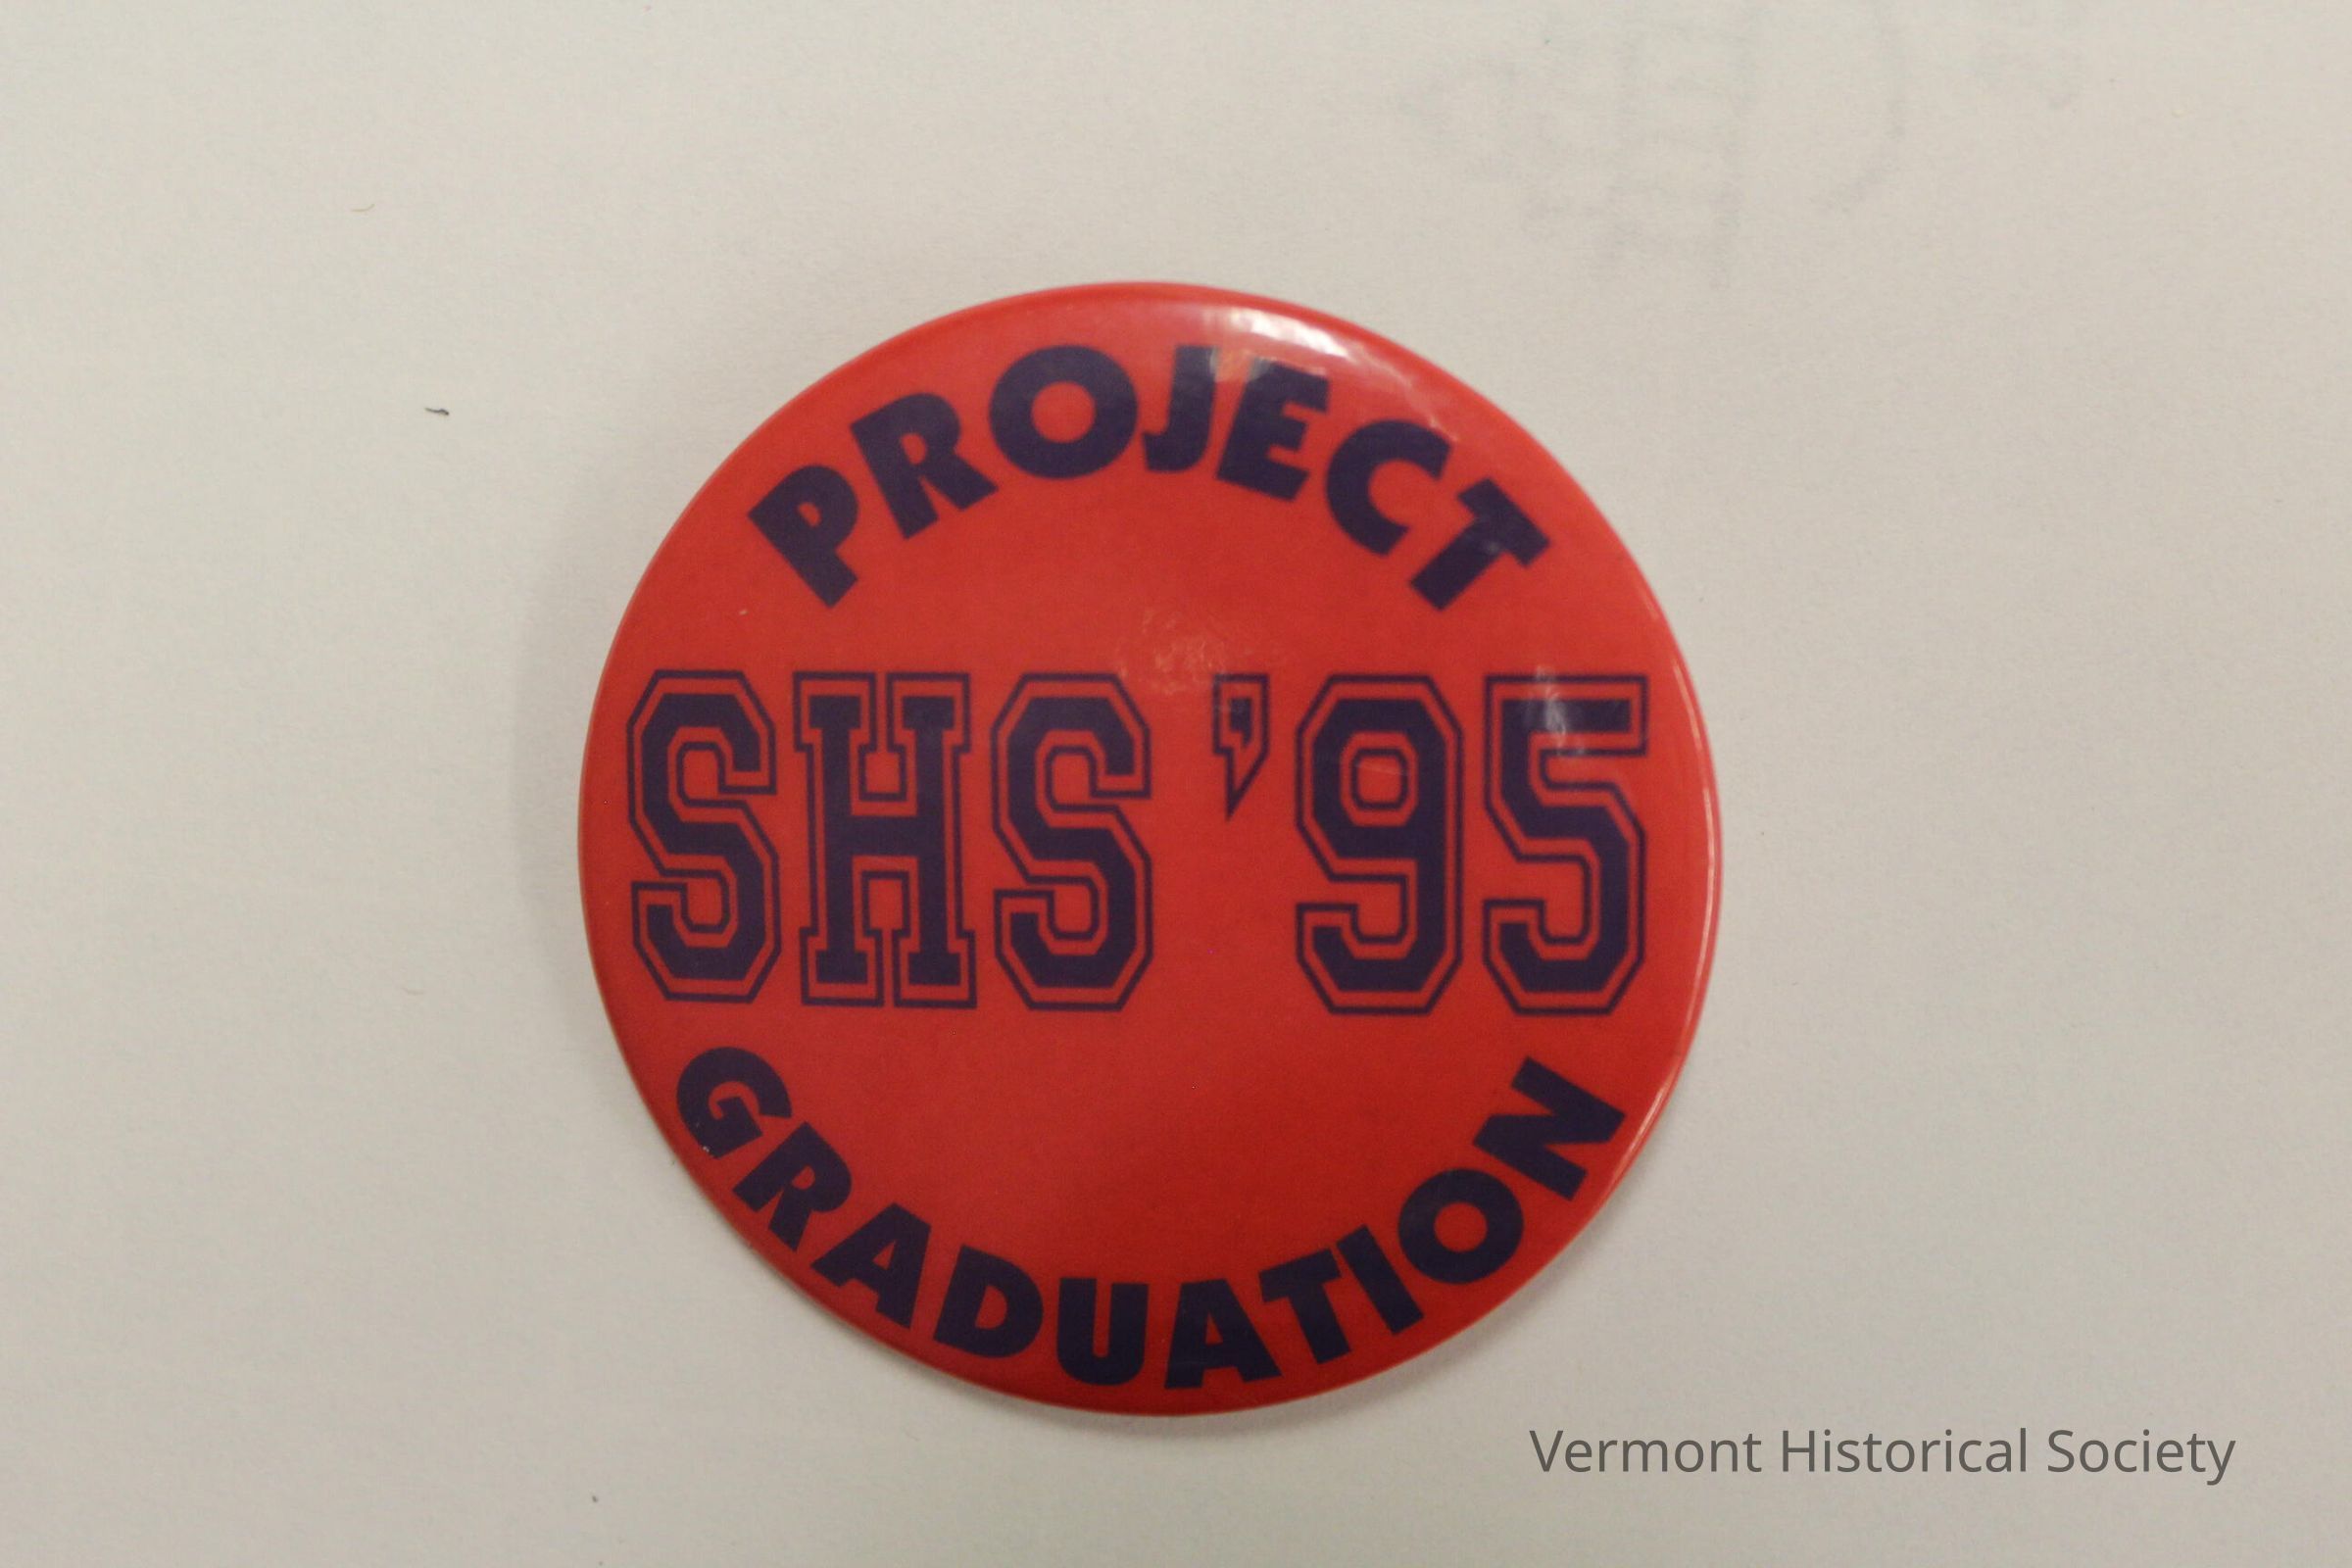 PROJECT
SHS '95
GRADUATION
Vermont Historical Society